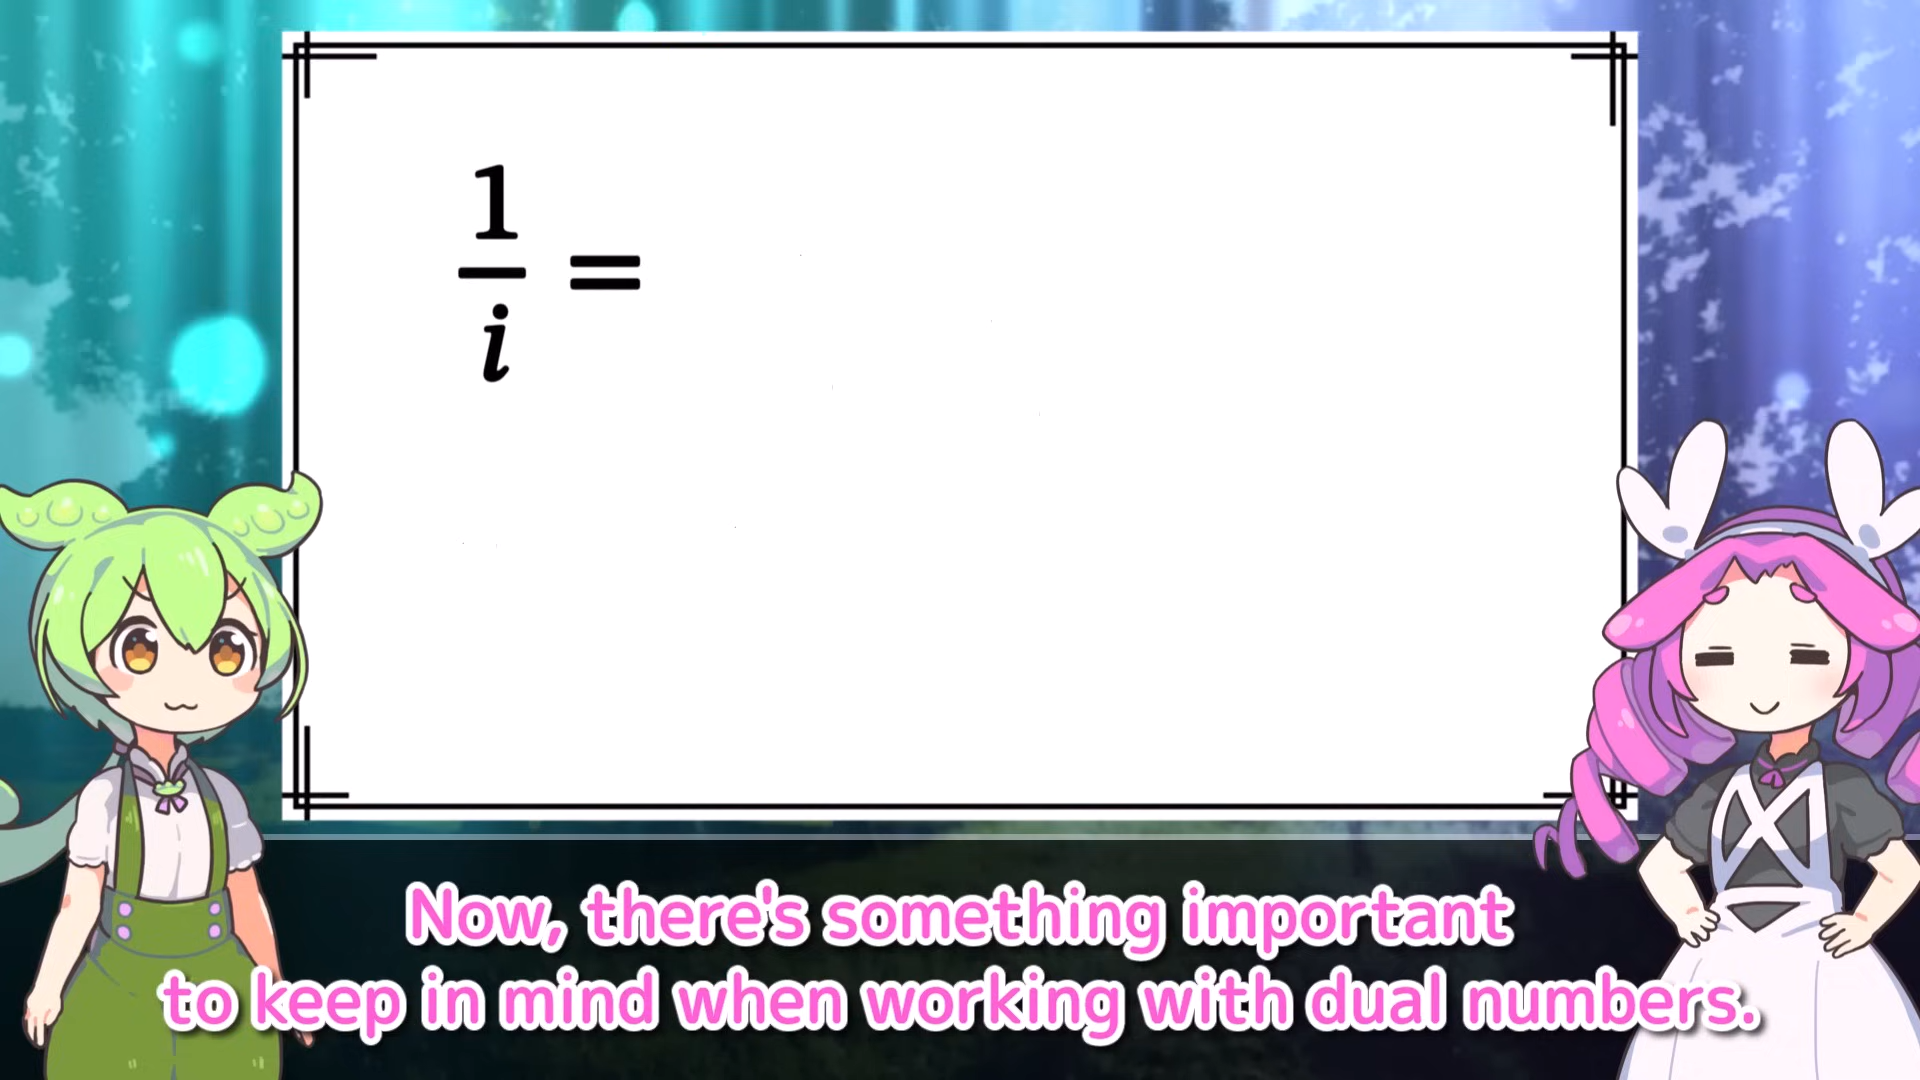 1
— =
i
Now, there's something important
to keep in mind when working with dual numbers.